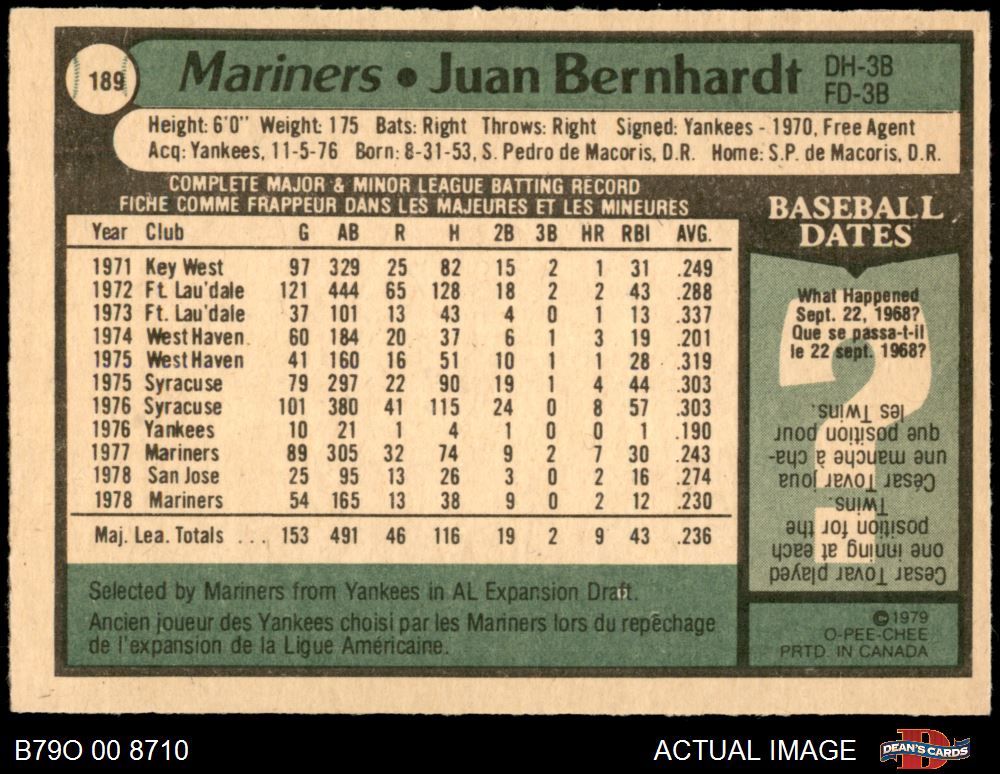 189
Mariners • Juan Bernhardt
DH-3B
FD-3B
Height: 6'0" Weight: 175 Bats: Right Throws: Right Signed: Yankees - 1970, Free Agent
Acq: Yankees, 11-5-76 Born: 8-31-53, S. Pedro de Macoris, D.R. Home: S.P. de Macoris, D.R.
COMPLETE MAJOR & MINOR LEAGUE BATTING RECORD
FICHE COMME FRAPPEUR DANS LES MAJEURES ET LES MINEURES
Year Club G AB R H 2B 3B HR RBI AVG.
1971 Key West 97 329 25 82 15 2 1 31 .249
1972 Ft. Lau'dale 121 444 65 128 18 2 2 43 .288
1973 Ft. Lau'dale 37 101 13 43 4 0 1 13 .337
1974 West Haven 60 184 20 37 6 1 3 19 .201
1975 West Haven 41 160 16 51 10 1 1 28 .319
1975 Syracuse 79 297 22 90 19 1 4 44 .303
1976 Syracuse 101 380 41 115 24 0 8 57 .303
1976 Yankees 10 21 1 4 1 0 0 1 .190
1977 Mariners 89 305 32 74 9 2 7 30 .243
1978 San Jose 25 95 13 26 3 0 2 16 .274
1978 Mariners 54 165 13 38 9 0 2 12 .230
Maj. Lea. Totals ... 153 491 46 116 19 2 9 43 .236
Selected by Mariners from Yankees in AL Expansion Draft.
Ancien joueur des Yankees choisi par les Mariners lors du repêchage
de l'expansion de la Ligue Américaine.
BASEBALL
DATES
What Happened
Sept. 22, 1968?
Que se passa-t-il
le 22 sept. 1968?
Cesar Tovar played
one inning at each
position for the
Twins.
César Tovar joua
une manche à cha-
que position pour
les Twins.
©1979
O-PEE-CHEE
PRTD. IN CANADA
B79O 00 8710
ACTUAL IMAGE
DEAN'S CARDS